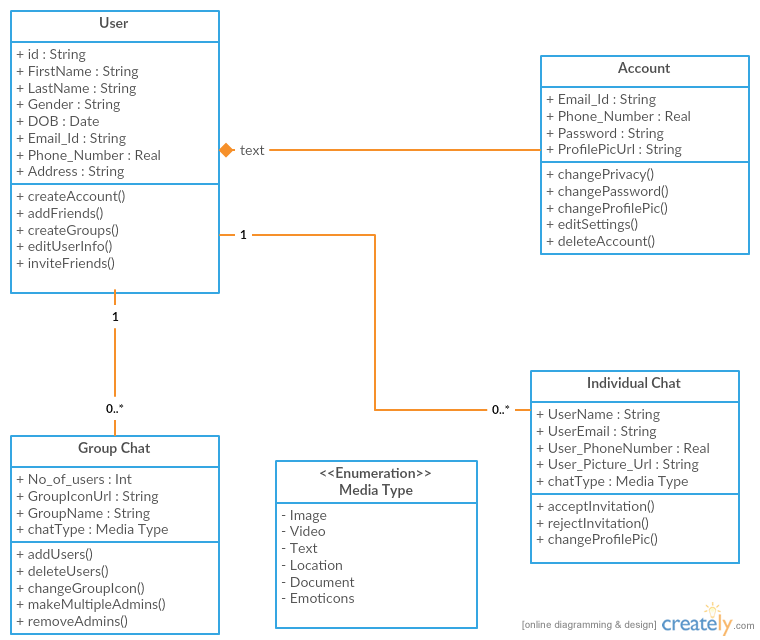 User
+ id : String
+ FirstName : String
+ LastName : String
+ Gender : String
+ DOB : Date
+ Email_Id : String
+ Phone_Number : Real
+ Address : String
+ createAccount()
+ addFriends()
+ createGroups()
+ editUserInfo()
+ inviteFriends()
text
Account
+ Email_Id : String
+ Phone_Number : Real
+ Password : String
+ ProfilePicUrl : String
+ changePrivacy()
+ changePassword()
+ changeProfilePic()
+ editSettings()
+ deleteAccount()
1
1
0..*
0..*
Group Chat
+ No_of_users : Int
+ GroupIconUrl : String
+ GroupName : String
+ chatType : Media Type
+ addUsers()
+ deleteUsers()
+ changeGroupIcon()
+ makeMultipleAdmins()
+ removeAdmins()
<<Enumeration>>
Media Type
- Image
- Video
- Text
- Location
- Document
- Emoticons
Individual Chat
+ UserName : String
+ UserEmail : String
+ User_PhoneNumber : Real
+ User_Picture_Url : String
+ chatType : Media Type
+ acceptInvitation()
+ rejectInvitation()
+ changeProfilePic()
[online diagramming & design] creately.com